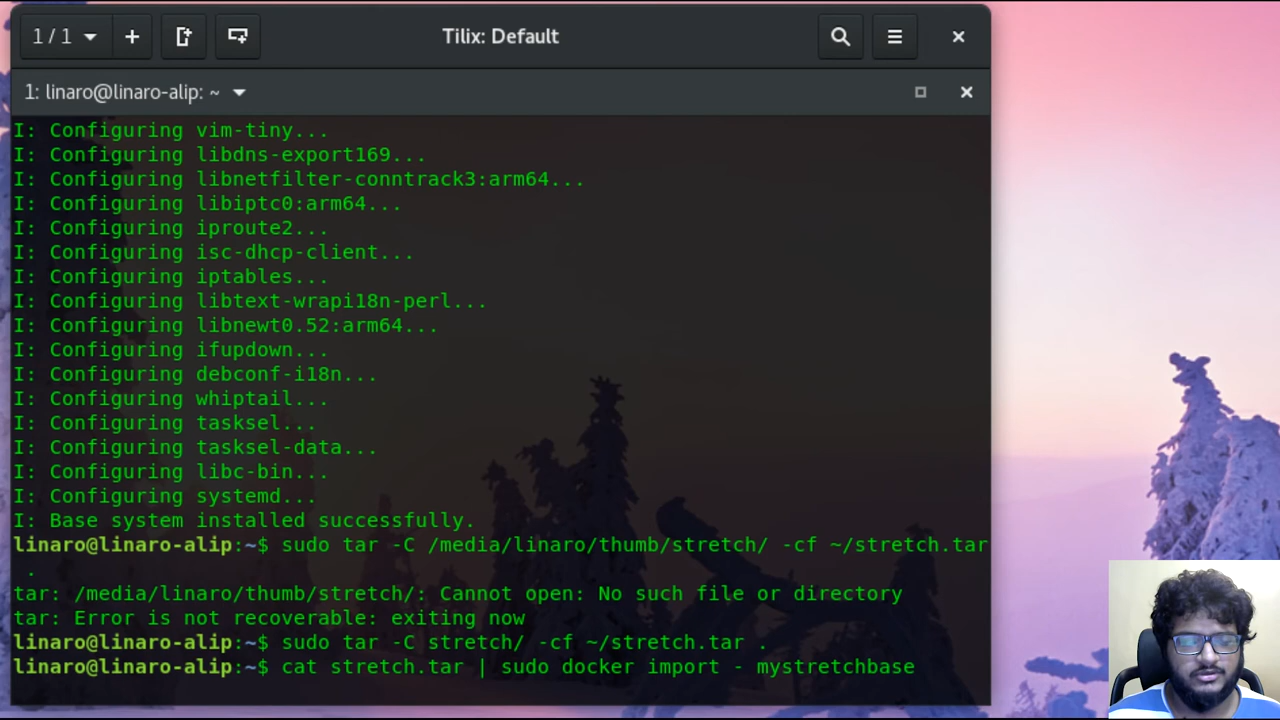 1 / 1
Tilix: Default
1: linaro@linaro-alip: ~
I: Configuring vim-tiny...
I: Configuring libdns-export169...
I: Configuring libnetfilter-conntrack3:arm64...
I: Configuring libiptc0:arm64...
I: Configuring iproute2...
I: Configuring isc-dhcp-client...
I: Configuring iptables...
I: Configuring libtext-wrapi18n-perl...
I: Configuring libnewt0.52:arm64...
I: Configuring ifupdown...
I: Configuring debconf-i18n...
I: Configuring whiptail...
I: Configuring tasksel...
I: Configuring tasksel-data...
I: Configuring libc-bin...
I: Configuring systemd...
I: Base system installed successfully.
linaro@linaro-alip:~$ sudo tar -C /media/linaro/thumb/stretch/ -cf ~/stretch.tar
.
tar: /media/linaro/thumb/stretch/: Cannot open: No such file or directory
tar: Error is not recoverable: exiting now
linaro@linaro-alip:~$ sudo tar -C stretch/ -cf ~/stretch.tar .
linaro@linaro-alip:~$ cat stretch.tar | sudo docker import - mystretchbase